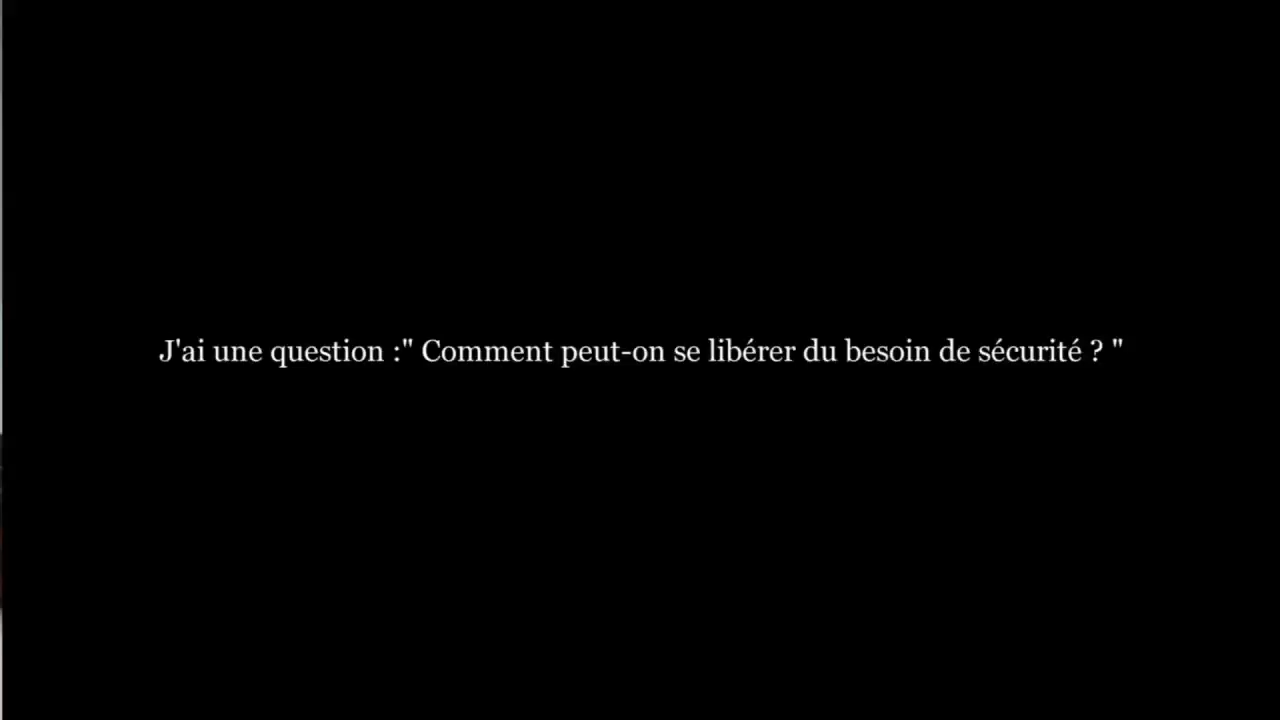 J'ai une question :" Comment peut-on se libérer du besoin de sécurité ? "